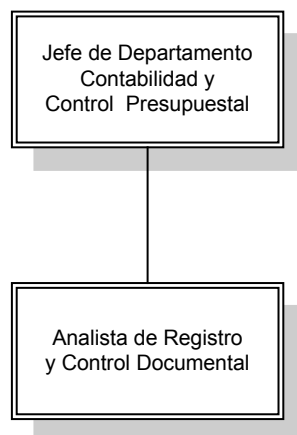 Jefe de Departamento
Contabilidad y
Control Presupuestal
Analista de Registro
y Control Documental